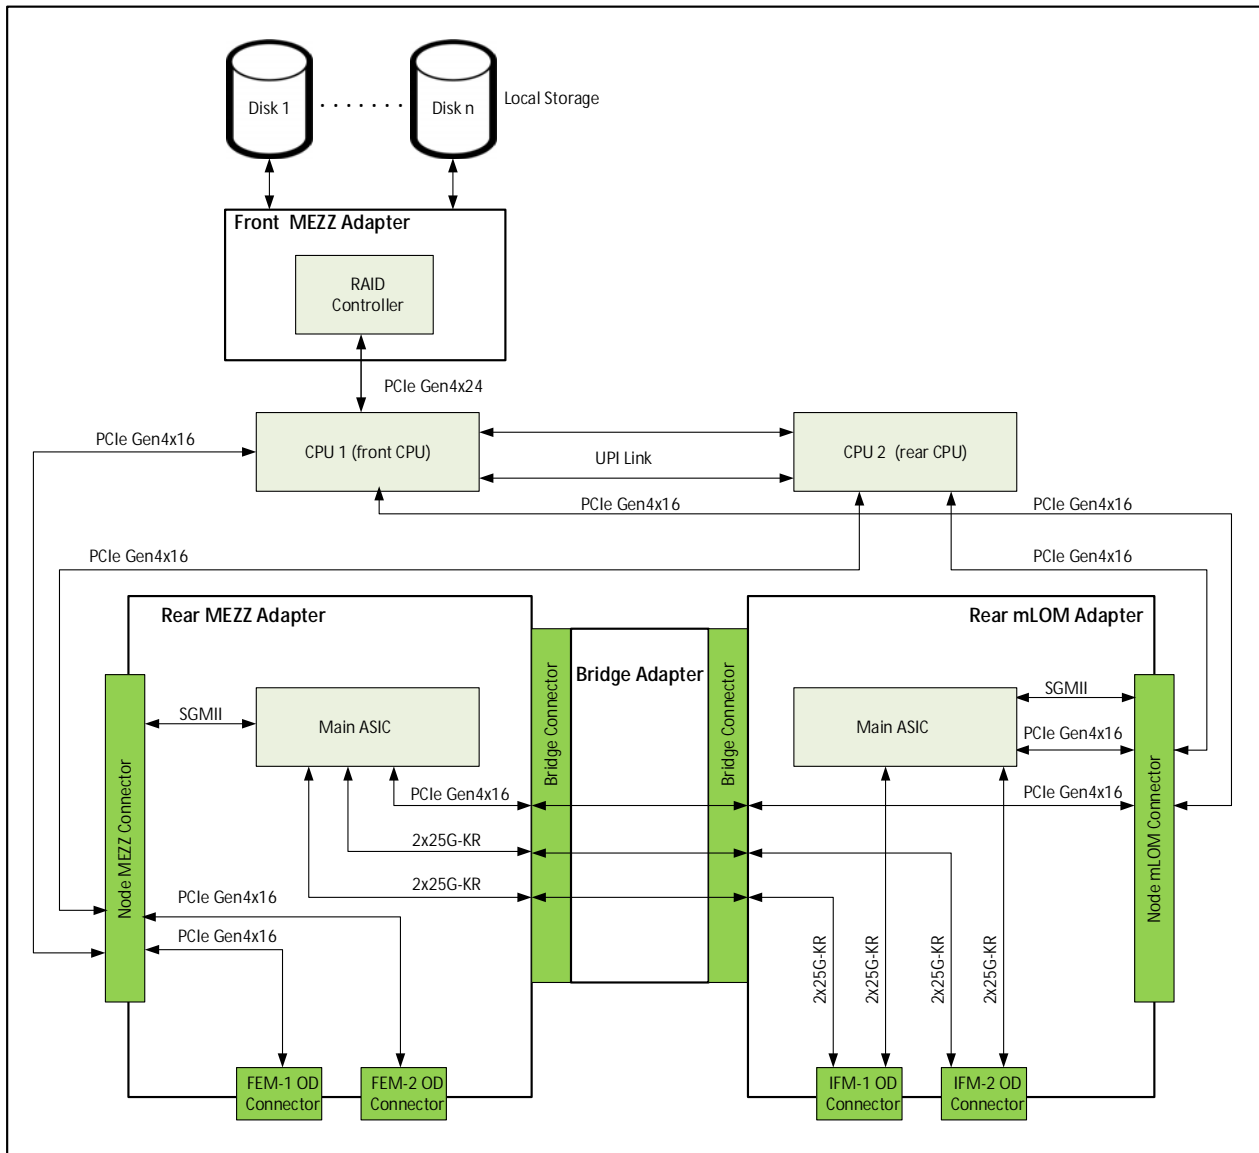 Disk 1
. . . . . . . .
Disk n
Local Storage
Front MEZZ Adapter
RAID
Controller
PCIe Gen4x24
PCIe Gen4x16
CPU 1 (front CPU)
UPI Link
CPU 2 (rear CPU)
PCIe Gen4x16
PCIe Gen4x16
PCIe Gen4x16
PCIe Gen4x16
Rear MEZZ Adapter
Rear mLOM Adapter
Bridge Adapter
Bridge Connector
Bridge Connector
Node MEZZ Connector
SGMII
Main ASIC
Main ASIC
SGMII
PCIe Gen4x16
Node mLOM Connector
PCIe Gen4x16
PCIe Gen4x16
2x25G-KR
2x25G-KR
PCIe Gen4x16
PCIe Gen4x16
2x25G-KR
2x25G-KR
2x25G-KR
2x25G-KR
FEM-1 OD
Connector
FEM-2 OD
Connector
IFM-1 OD
Connector
IFM-2 OD
Connector